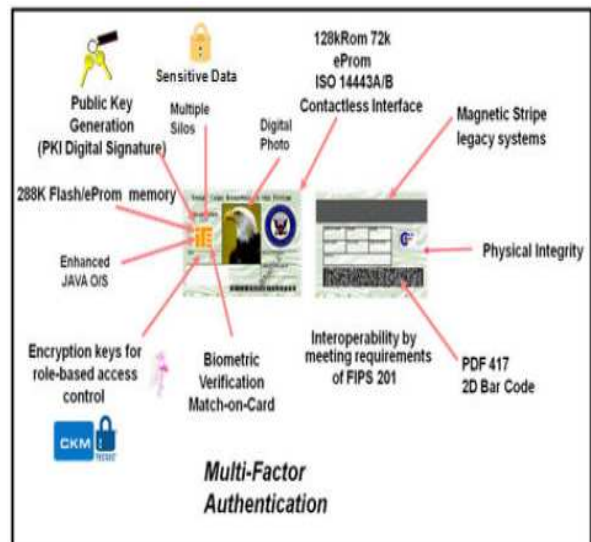 128kRom 72k
eProm
ISO 14443A/B
Contactless Interface
Sensitive Data
Public Key
Generation
(PKI Digital Signature)
Multiple
Silos
Digital
Photo
Magnetic Stripe
legacy systems
288K Flash/eProm memory
Enhanced
JAVA O/S
Physical Integrity
Encryption keys for
role-based access
control
Biometric
Verification
Match-on-Card
Interoperability by
meeting requirements
of FIPS 201
PDF 417
2D Bar Code
CKM
Multi-Factor
Authentication